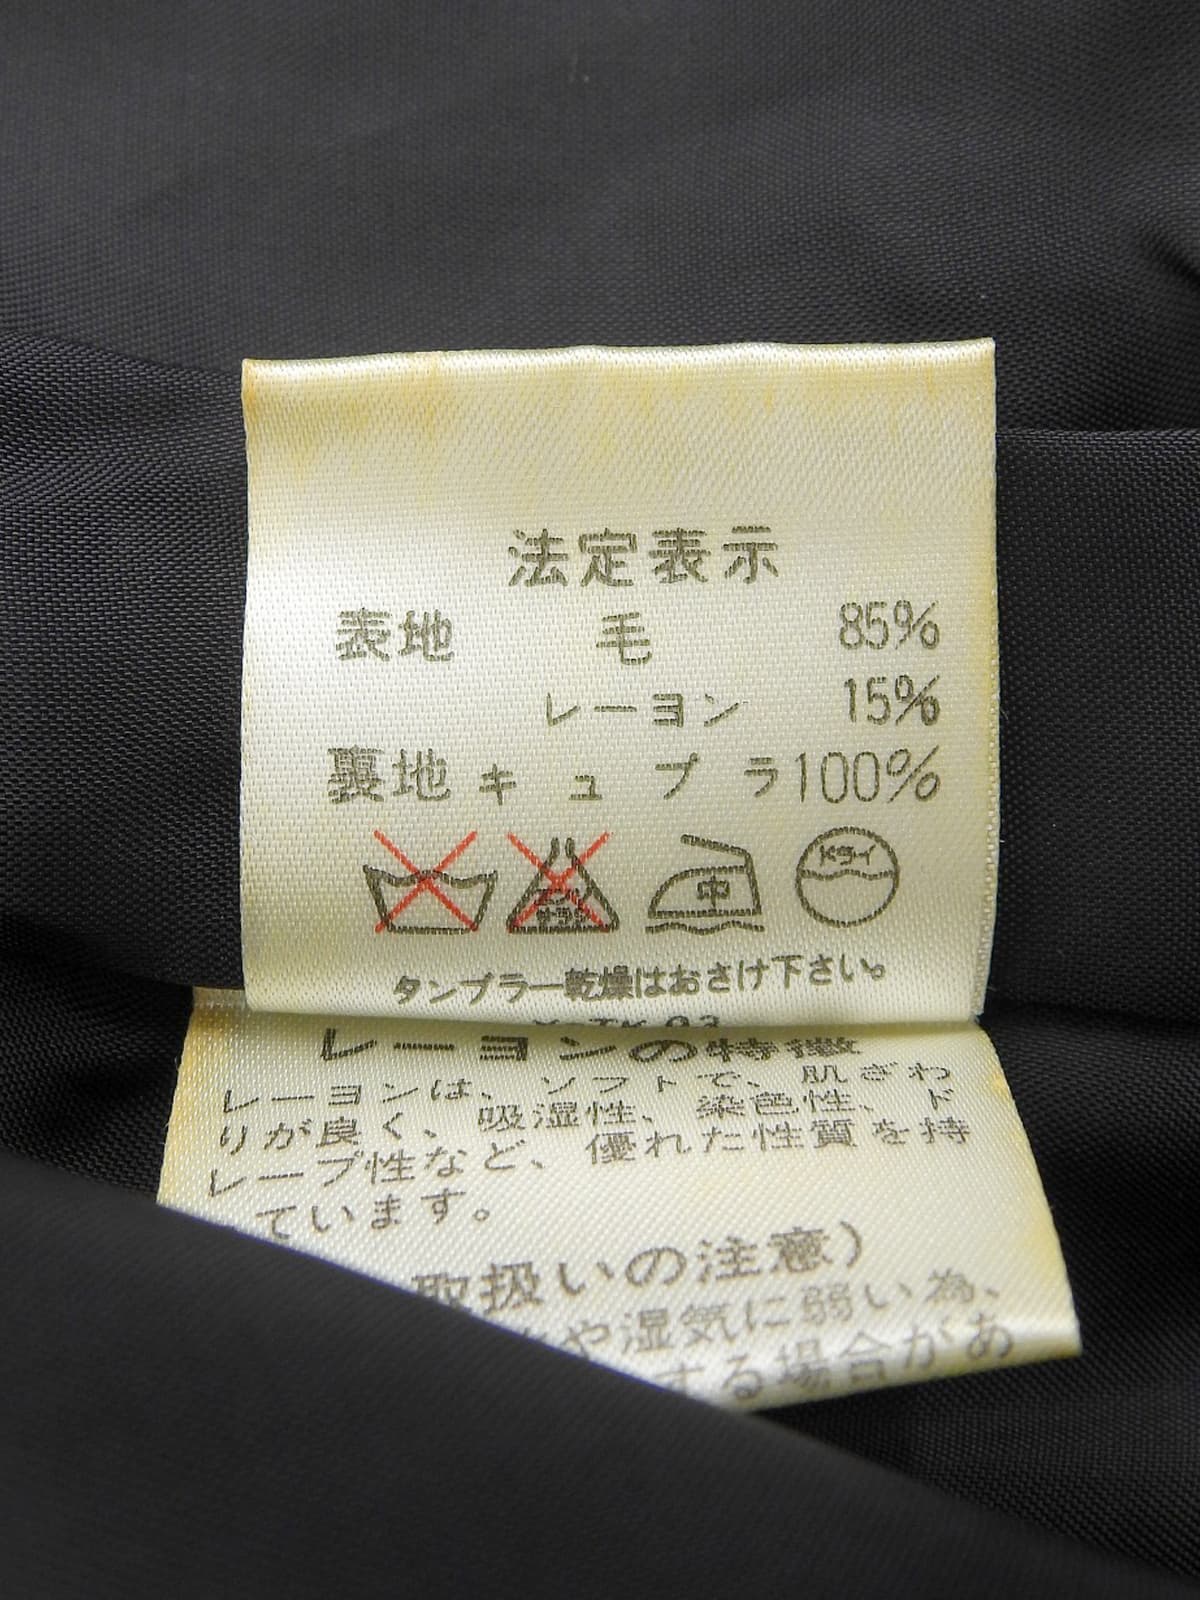 法定表示
表地 毛 85%
レーヨン 15%
裏地 キュプラ 100%
中 ドライ
タンブラー乾燥はおさけ下さい。
レーヨンの特徴
レーヨンは、ソフトで、肌ざわ
りが良く、吸湿性、染色性、ド
レープ性など、優れた性質を持
ています。
取扱いの注意)
や湿気に弱い為、
する場合があ